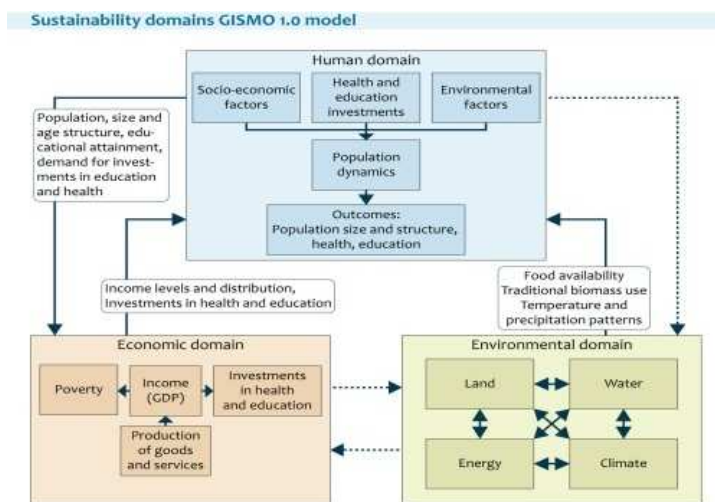 Sustainability domains GISMO 1.0 model
Human domain
Socio-economic
factors
Health and
education
investments
Environmental
factors
Population
dynamics
Outcomes:
Population size and structure,
health, education
Population, size and
age structure, edu-
cational attainment,
demand for invest-
ments in education
and health
Income levels and distribution,
Investments in health and education
Food availability
Traditional biomass use
Temperature and
precipitation patterns
Economic domain
Poverty
Income
(GDP)
Investments
in health
and education
Production
of goods
and services
Environmental domain
Land
Water
Energy
Climate